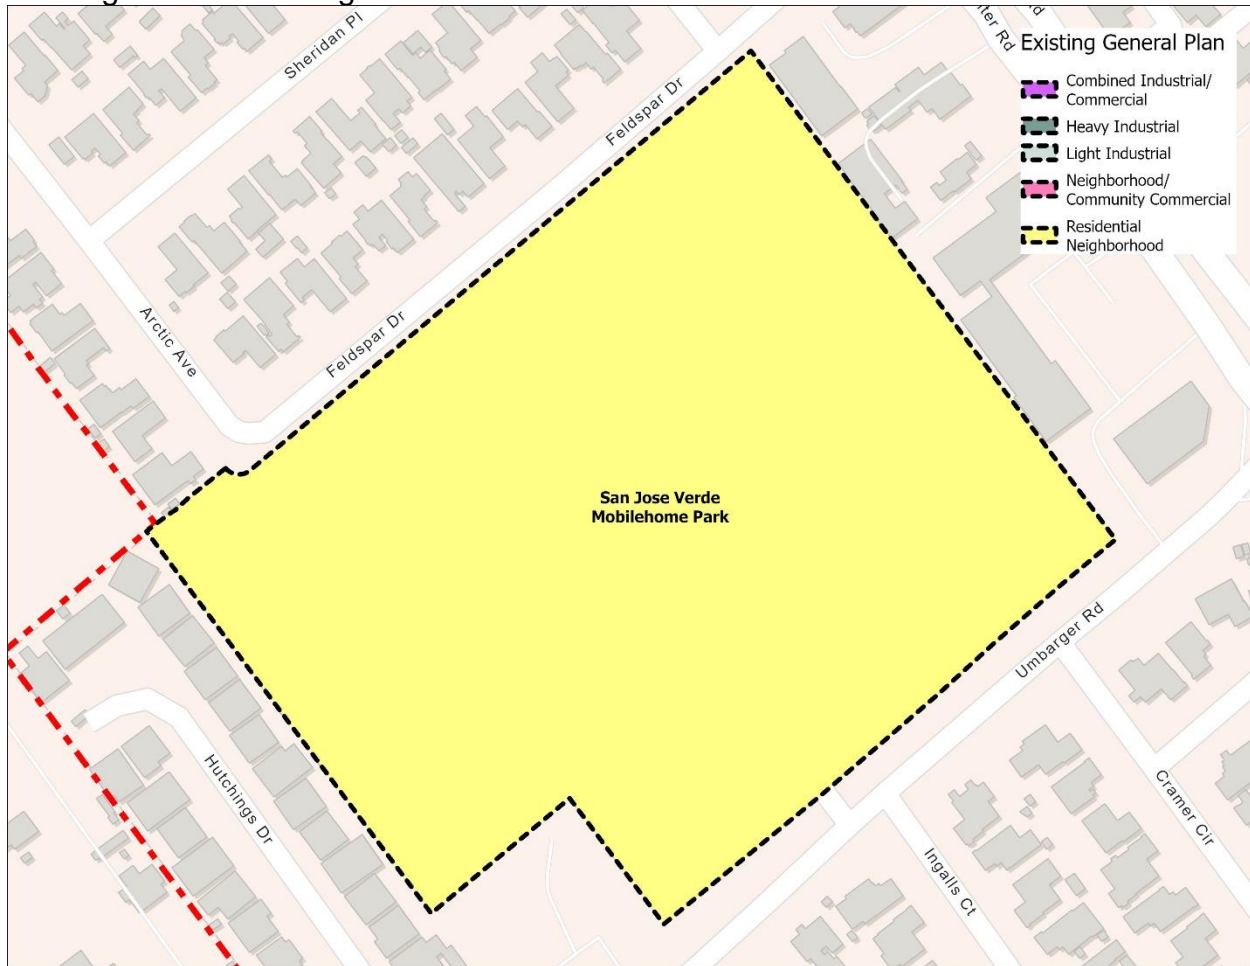 Sheridan Pl
Feldspar Dr
Existing General Plan
Combined Industrial/
Commercial
Heavy Industrial
Light Industrial
Neighborhood/
Community Commercial
Residential
Neighborhood
Arctic Ave
Feldspar Dr
San Jose Verde
Mobilehome Park
Umbarger Rd
Hutchings Dr
Cramer Cir
Ingalls Ct